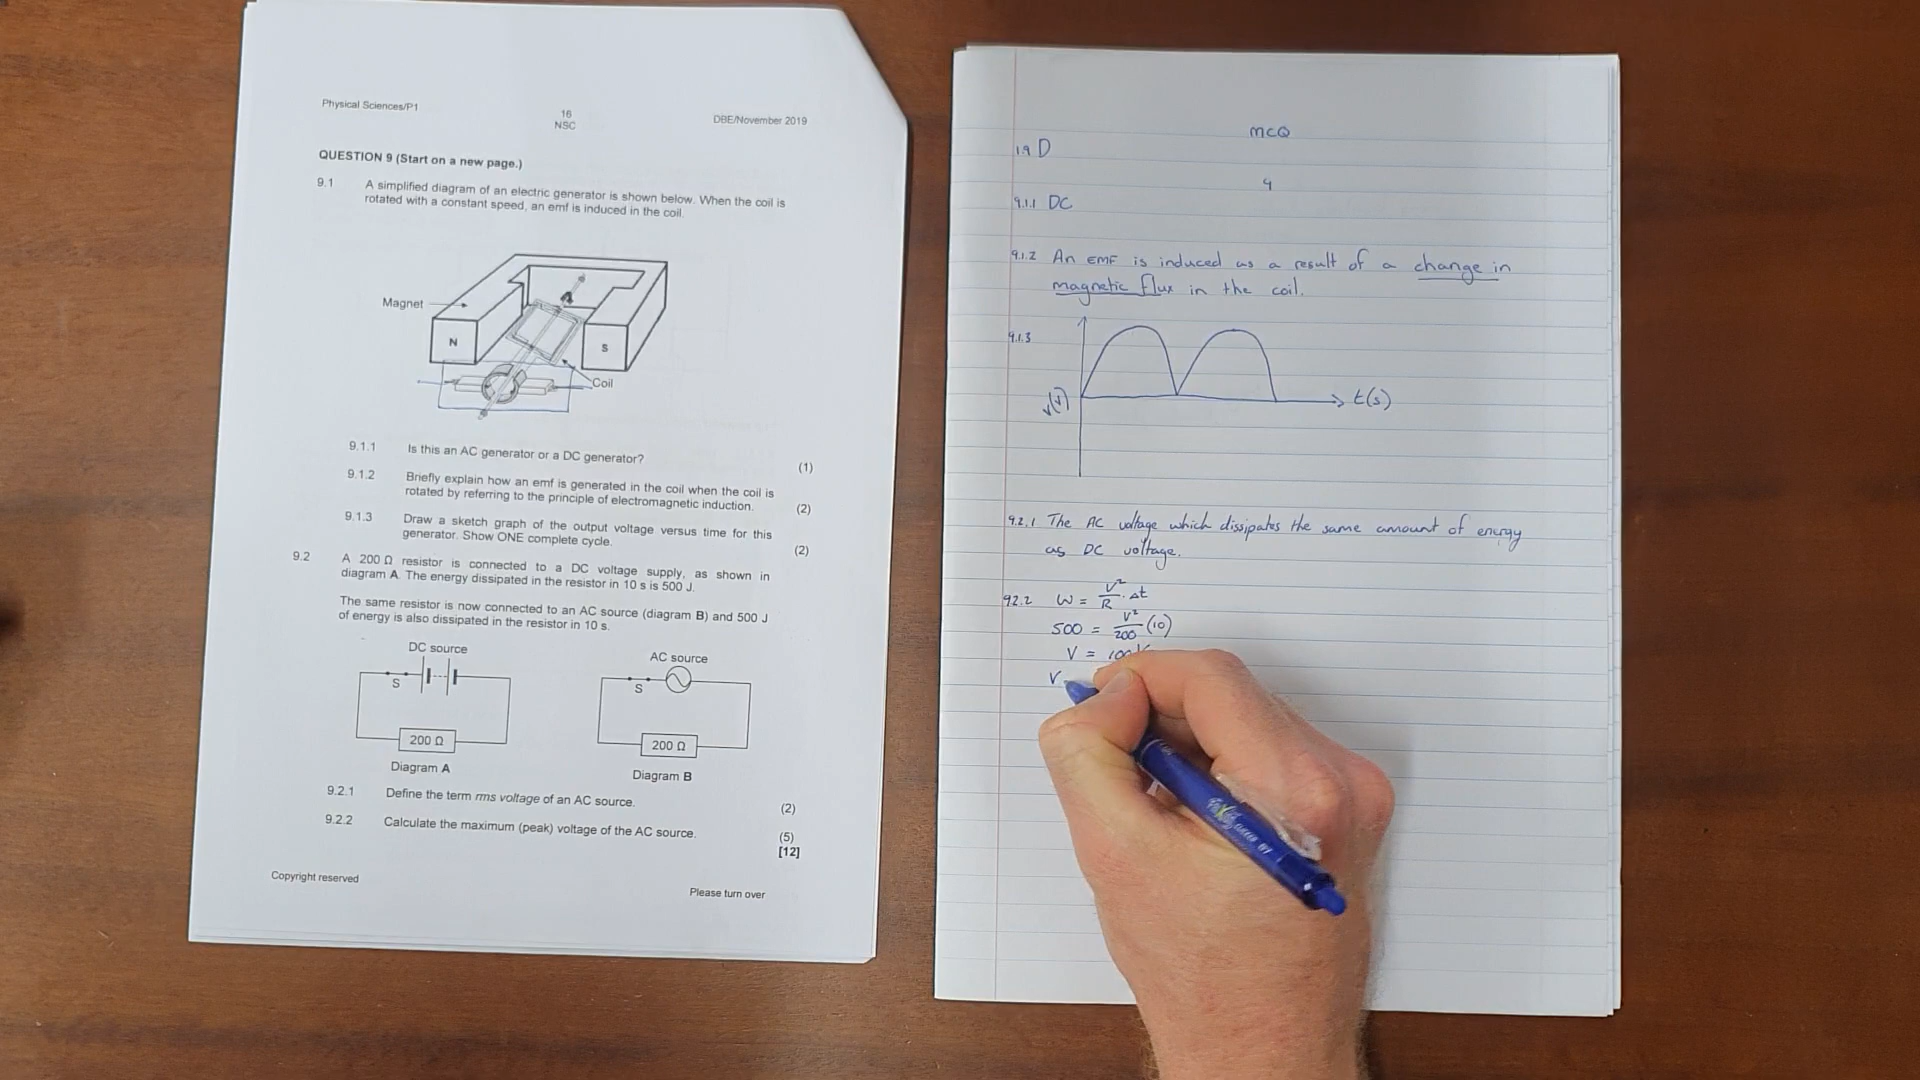 Physical Sciences/P1
16
NSC
DBE/November 2019
QUESTION 9 (Start on a new page.)
9.1 A simplified diagram of an electric generator is shown below. When the coil is
rotated with a constant speed, an emf is induced in the coil.
Magnet
N
S
Coil
9.1.1 Is this an AC generator or a DC generator? (1)
9.1.2 Briefly explain how an emf is generated in the coil when the coil is
rotated by referring to the principle of electromagnetic induction. (2)
9.1.3 Draw a sketch graph of the output voltage versus time for this
generator. Show ONE complete cycle. (2)
9.2 A 200 Ω resistor is connected to a DC voltage supply, as shown in
diagram A. The energy dissipated in the resistor in 10 s is 500 J.
The same resistor is now connected to an AC source (diagram B) and 500 J
of energy is also dissipated in the resistor in 10 s.
DC source
S
200 Ω
Diagram A
AC source
S
200 Ω
Diagram B
9.2.1 Define the term rms voltage of an AC source. (2)
9.2.2 Calculate the maximum (peak) voltage of the AC source. (5)
[12]
Copyright reserved
Please turn over
MCQ
1.9 D
9
9.1.1 DC
9.1.2 An EMF is induced as a result of a change in
magnetic flux in the coil.
9.1.3
V(V)
t(s)
9.2.1 The AC voltage which dissipates the same amount of energy
as DC voltage.
9.2.2 W = V²/R · Δt
500 = V²/200 (10)
V = 100V
V